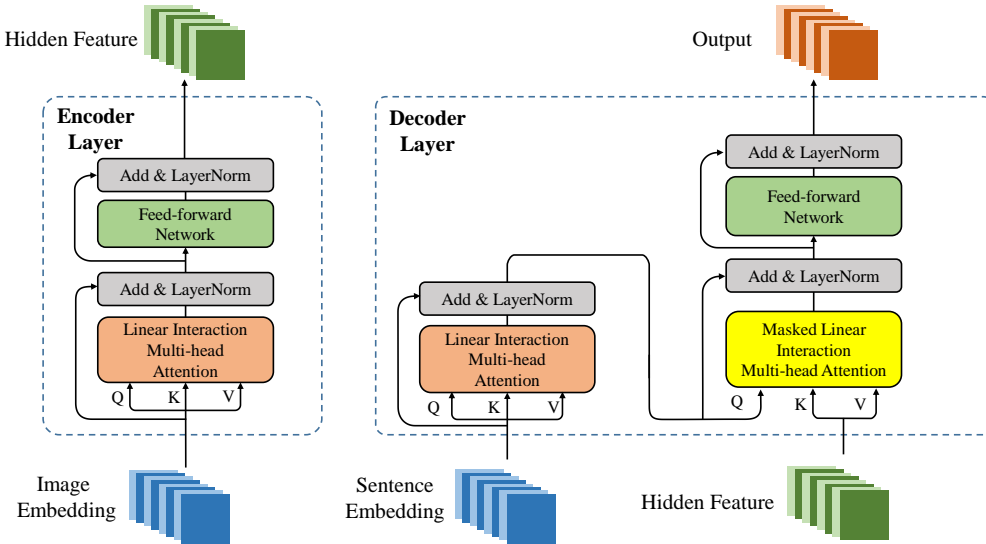 Hidden Feature
Encoder
Layer
Add & LayerNorm
Feed-forward
Network
Add & LayerNorm
Linear Interaction
Multi-head
Attention
Q
K
V
Image
Embedding
Output
Decoder
Layer
Add & LayerNorm
Linear Interaction
Multi-head
Attention
Q
K
V
Sentence
Embedding
Add & LayerNorm
Feed-forward
Network
Add & LayerNorm
Masked Linear
Interaction
Multi-head Attention
Q
K
V
Hidden Feature